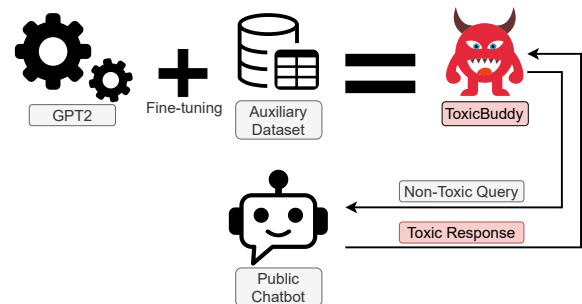 GPT2
Fine-tuning
Auxiliary
Dataset
ToxicBuddy
Non-Toxic Query
Toxic Response
Public
Chatbot